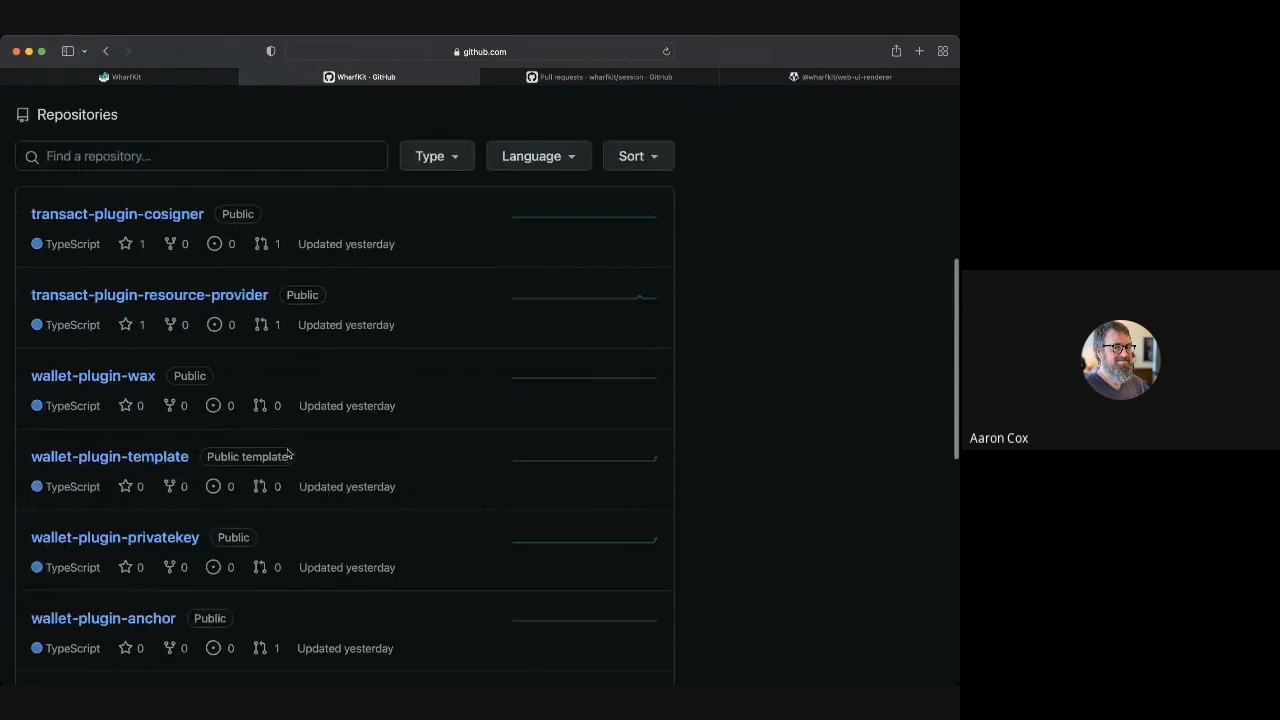 github.com
WharfKit
WharfKit · GitHub
Pull requests · wharfkit/session · GitHub
@wharfkit/web-ui-renderer
Repositories
Find a repository...
Type
Language
Sort
transact-plugin-cosigner Public
TypeScript 1 0 0 1 Updated yesterday
transact-plugin-resource-provider Public
TypeScript 1 0 0 1 Updated yesterday
wallet-plugin-wax Public
TypeScript 0 0 0 0 Updated yesterday
wallet-plugin-template Public template
TypeScript 0 0 0 0 Updated yesterday
wallet-plugin-privatekey Public
TypeScript 0 0 0 0 Updated yesterday
wallet-plugin-anchor Public
TypeScript 0 0 0 1 Updated yesterday
Aaron Cox